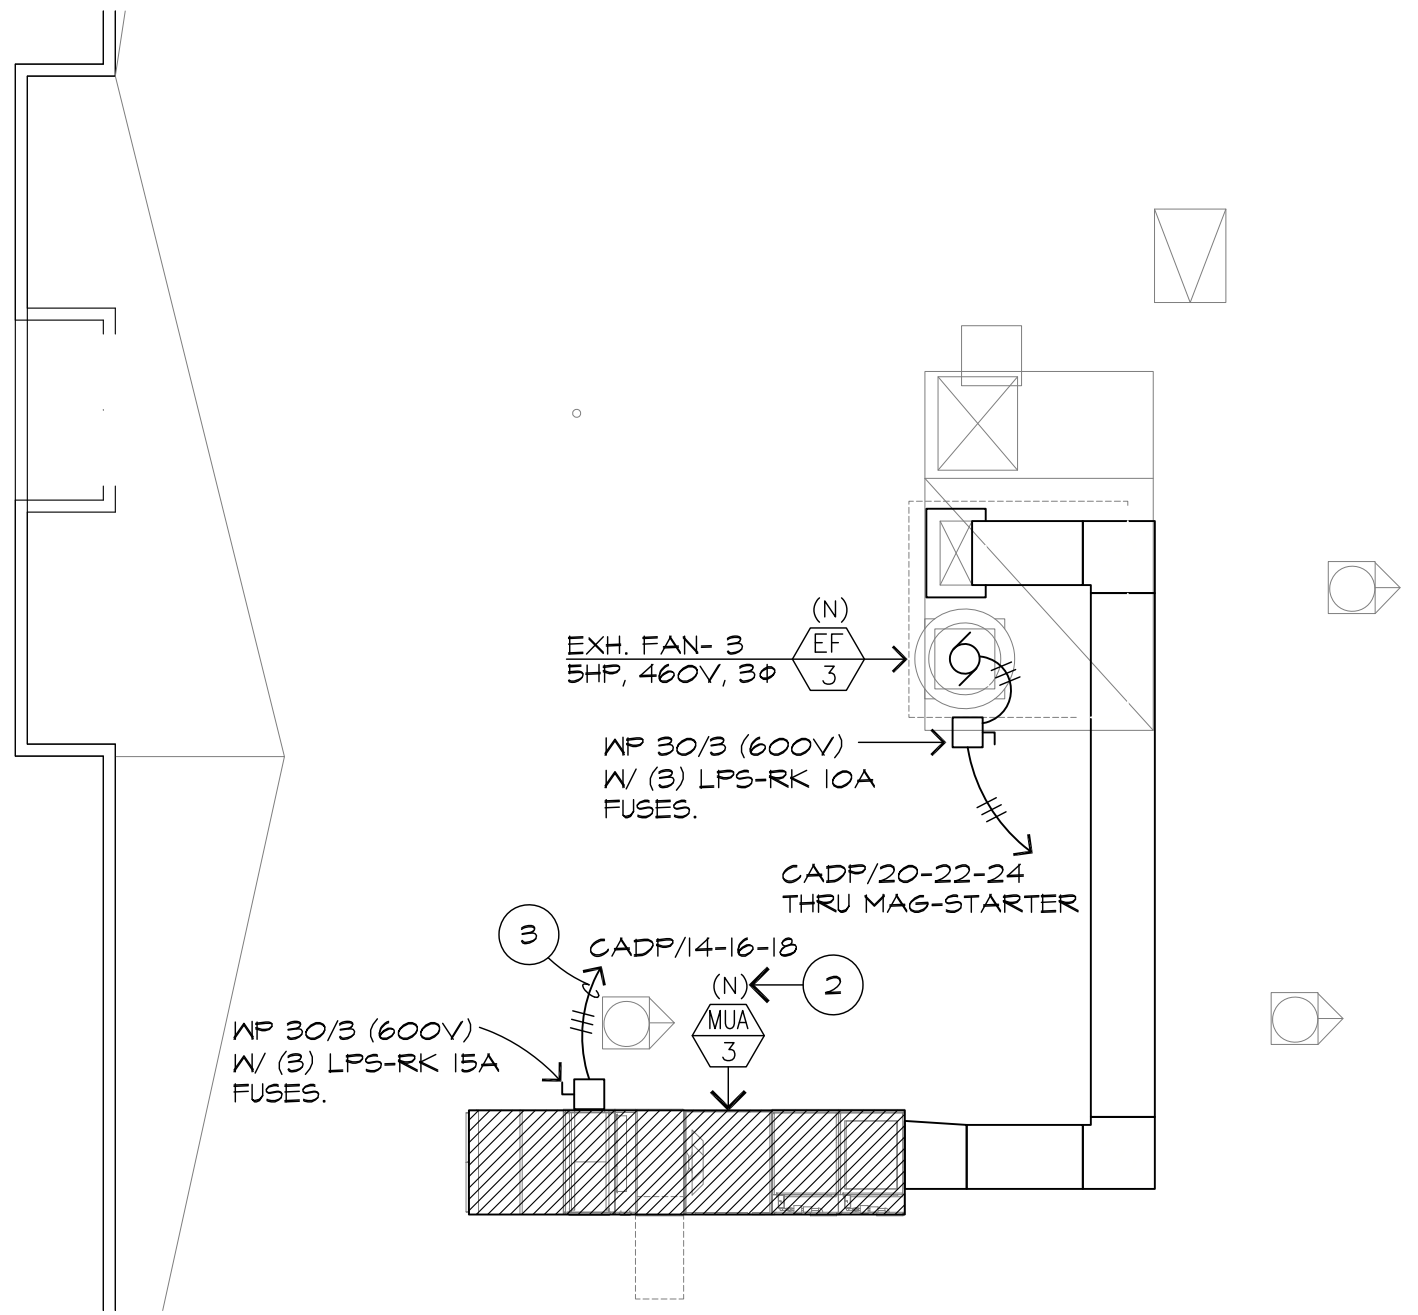 (N)
EXH. FAN- 3
5HP, 460V, 3Φ
EF
3
WP 30/3 (600V)
W/ (3) LPS-RK 10A
FUSES.
CADP/20-22-24
THRU MAG-STARTER
3
CADP/14-16-18
(N)
2
MUA
3
WP 30/3 (600V)
W/ (3) LPS-RK 15A
FUSES.